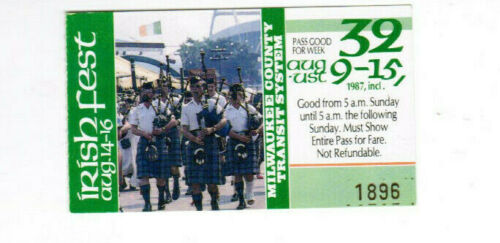 irish fest
aug. 14-16
MILWAUKEE COUNTY
TRANSIT SYSTEM
PASS GOOD
FOR WEEK
32
aug
ust
9-15,
1987, incl.
Good from 5 a.m. Sunday
until 5 a.m. the following
Sunday. Must Show
Entire Pass for Fare.
Not Refundable.
1896